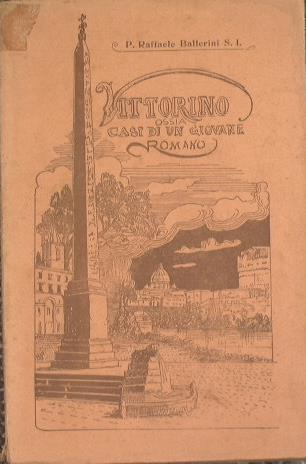 P. Raffaele Ballerini S. I.
VITTORINO
OSSIA
CASI DI UN GIOVANE
ROMANO